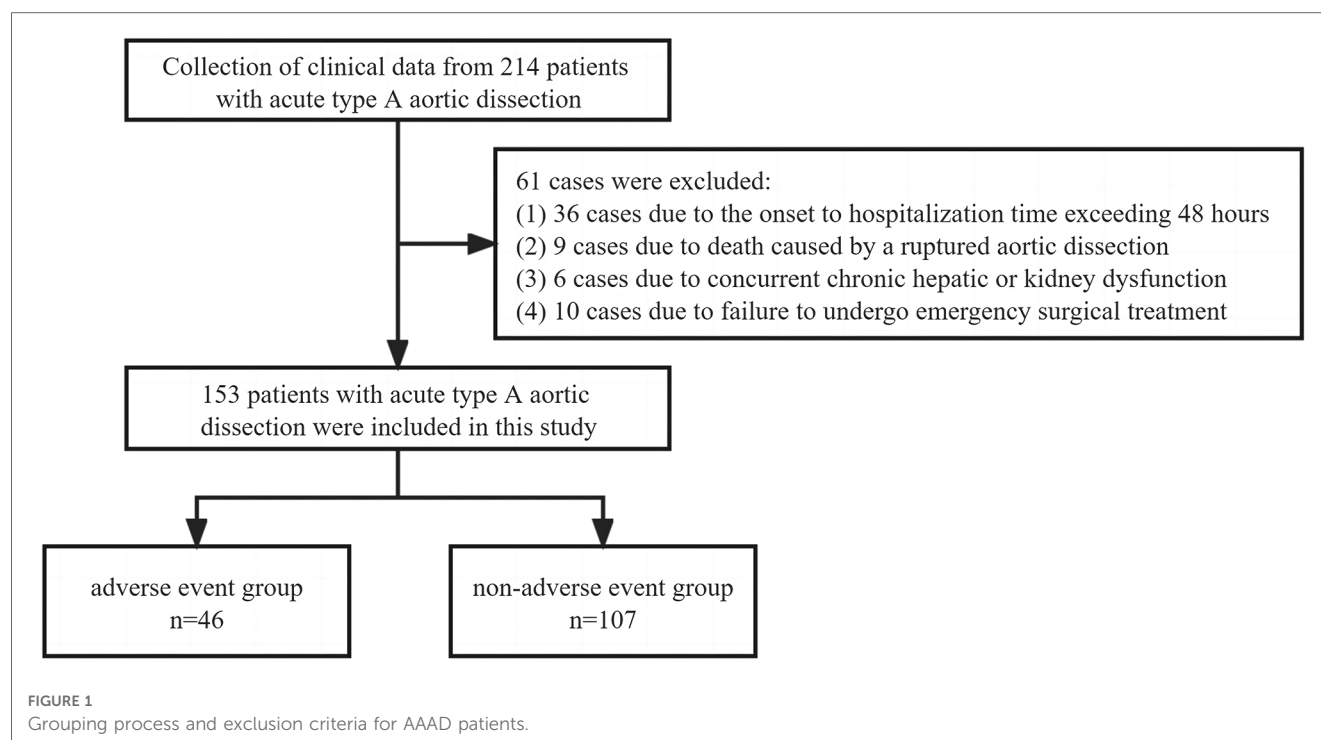 Collection of clinical data from 214 patients
with acute type A aortic dissection
61 cases were excluded:
(1) 36 cases due to the onset to hospitalization time exceeding 48 hours
(2) 9 cases due to death caused by a ruptured aortic dissection
(3) 6 cases due to concurrent chronic hepatic or kidney dysfunction
(4) 10 cases due to failure to undergo emergency surgical treatment
153 patients with acute type A aortic
dissection were included in this study
adverse event group
n=46
non-adverse event group
n=107
FIGURE 1
Grouping process and exclusion criteria for AAAD patients.